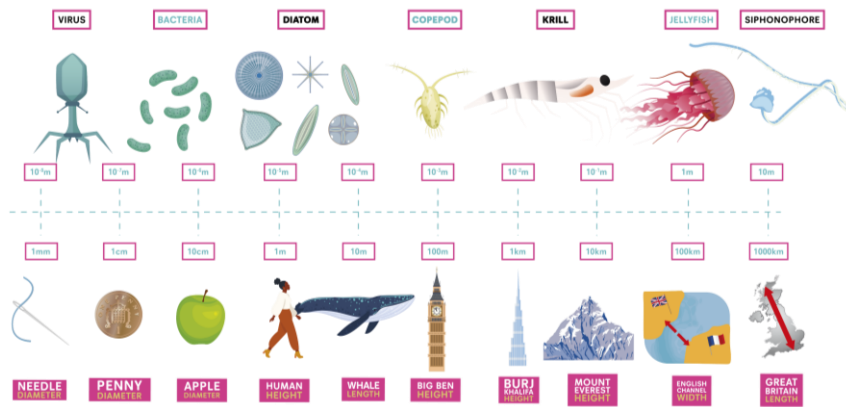 VIRUS
BACTERIA
DIATOM
COPEPOD
KRILL
JELLYFISH
SIPHONOPHORE
10⁻⁸m
10⁻⁷m
10⁻⁶m
10⁻⁵m
10⁻⁴m
10⁻³m
10⁻²m
10⁻¹m
1m
10m
1mm
1cm
10cm
1m
10m
100m
1km
10km
100km
1000km
NEEDLE
DIAMETER
PENNY
DIAMETER
APPLE
DIAMETER
HUMAN
HEIGHT
WHALE
LENGTH
BIG BEN
HEIGHT
BURJ
KHALIFA
HEIGHT
MOUNT
EVEREST
HEIGHT
ENGLISH
CHANNEL
WIDTH
GREAT
BRITAIN
LENGTH